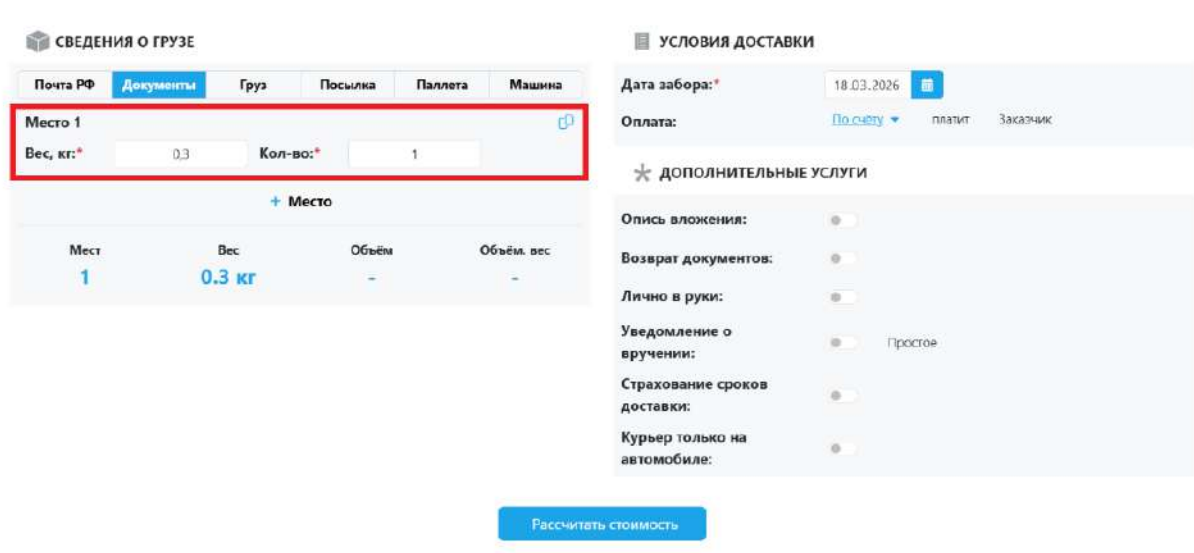 СВЕДЕНИЯ О ГРУЗЕ
Почта РФ Документы Груз Посылка Паллета Машина
Место 1
Вес, кг:* 0,3 Кол-во:* 1
+ Место
Мест Вес Объём Объём. вес
1 0.3 кг - -
УСЛОВИЯ ДОСТАВКИ
Дата забора:* 18.03.2026
Оплата: По счёту платит Заказчик
ДОПОЛНИТЕЛЬНЫЕ УСЛУГИ
Опись вложения:
Возврат документов:
Лично в руки:
Уведомление о
вручении: Простое
Страхование сроков
доставки:
Курьер только на
автомобиле:
Рассчитать стоимость